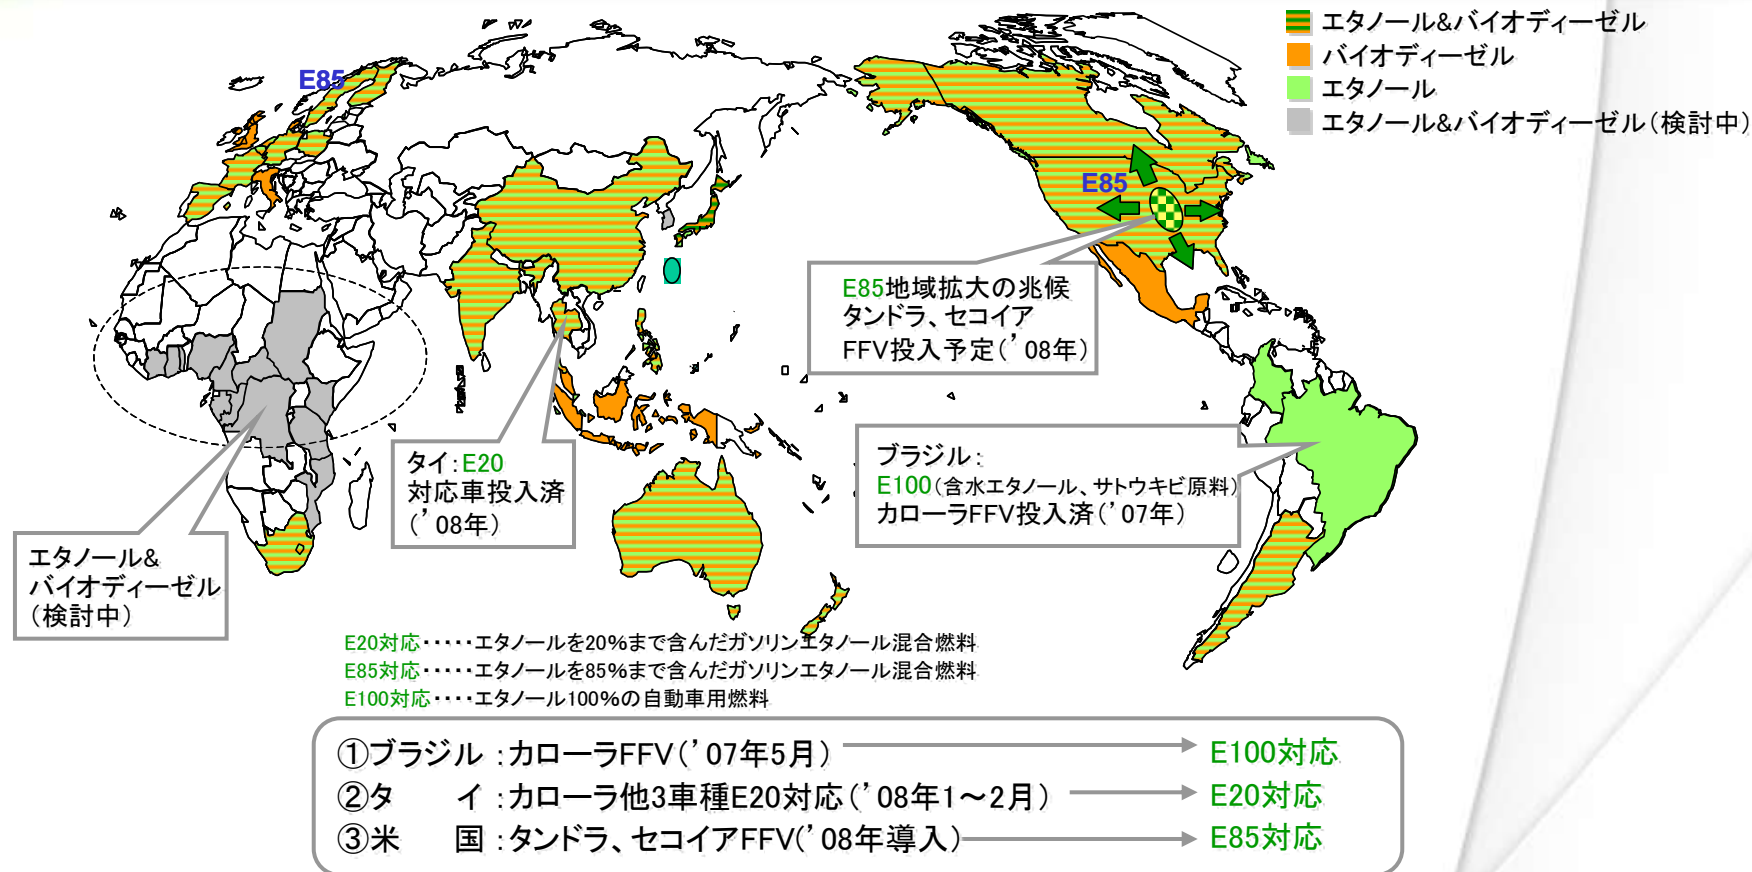 エタノール&バイオディーゼル
バイオディーゼル
エタノール
エタノール&バイオディーゼル(検討中)
E85
E85
E85地域拡大の兆候
タンドラ、セコイア
FFV投入予定('08年)
タイ:E20
対応車投入済
('08年)
ブラジル:
E100(含水エタノール、サトウキビ原料)
カローラFFV投入済('07年)
エタノール&
バイオディーゼル
(検討中)
E20対応・・・・・エタノールを20%まで含んだガソリンエタノール混合燃料
E85対応・・・・・エタノールを85%まで含んだガソリンエタノール混合燃料
E100対応・・・・エタノール100%の自動車用燃料
①ブラジル:カローラFFV('07年5月) E100対応
②タ イ:カローラ他3車種E20対応('08年1~2月) E20対応
③米 国:タンドラ、セコイアFFV('08年導入) E85対応